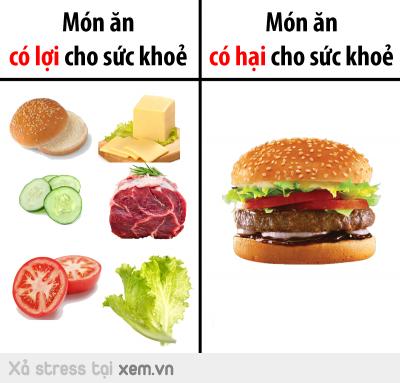 Món ăn
có lợi cho sức khoẻ
Món ăn
có hại cho sức khoẻ
Xả stress tại xem.vn